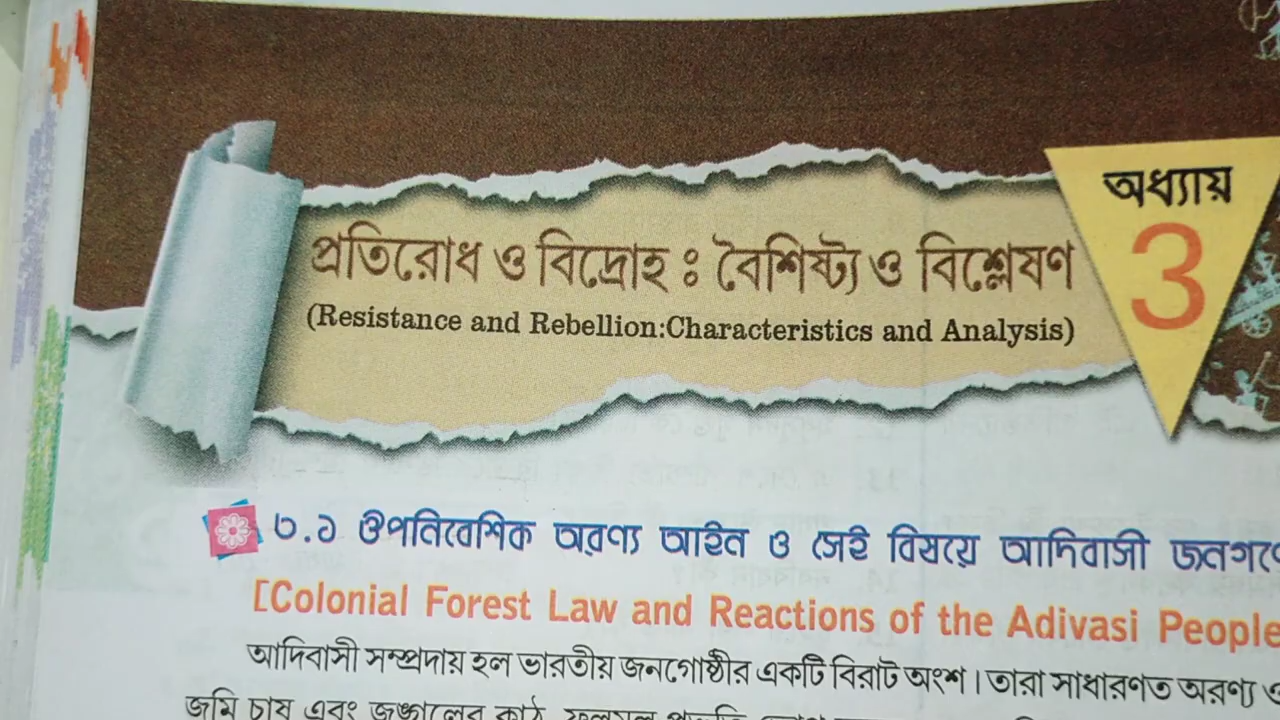 অধ্যায়
3
প্রতিরোধ ও বিদ্রোহ : বৈশিষ্ট্য ও বিশ্লেষণ
(Resistance and Rebellion:Characteristics and Analysis)
৩.১ ঔপনিবেশিক অরণ্য আইন ও সেই বিষয়ে আদিবাসী
[Colonial Forest Law and Reactions of the Adivasi People
আদিবাসী সম্প্রদায় হল ভারতীয় জনগোষ্ঠীর একটি বিরাট অংশ। তারা সাধারণত অরণ্য
জমি চাষ এবং জঙ্গলের কাঠ,